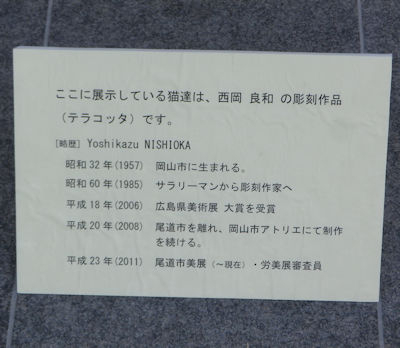 ここに展示している猫達は、西岡 良和 の彫刻作品
（テラコッタ）です。
[略歴] Yoshikazu NISHIOKA
昭和 32 年(1957) 岡山市に生まれる。
昭和 60 年(1985) サラリーマンから彫刻作家へ
平成 18 年(2006) 広島県美術展 大賞を受賞
平成 20 年(2008) 尾道市を離れ、岡山市アトリエにて制作
を続ける。
平成 23 年(2011) 尾道市美展（～現在）・労美展審査員